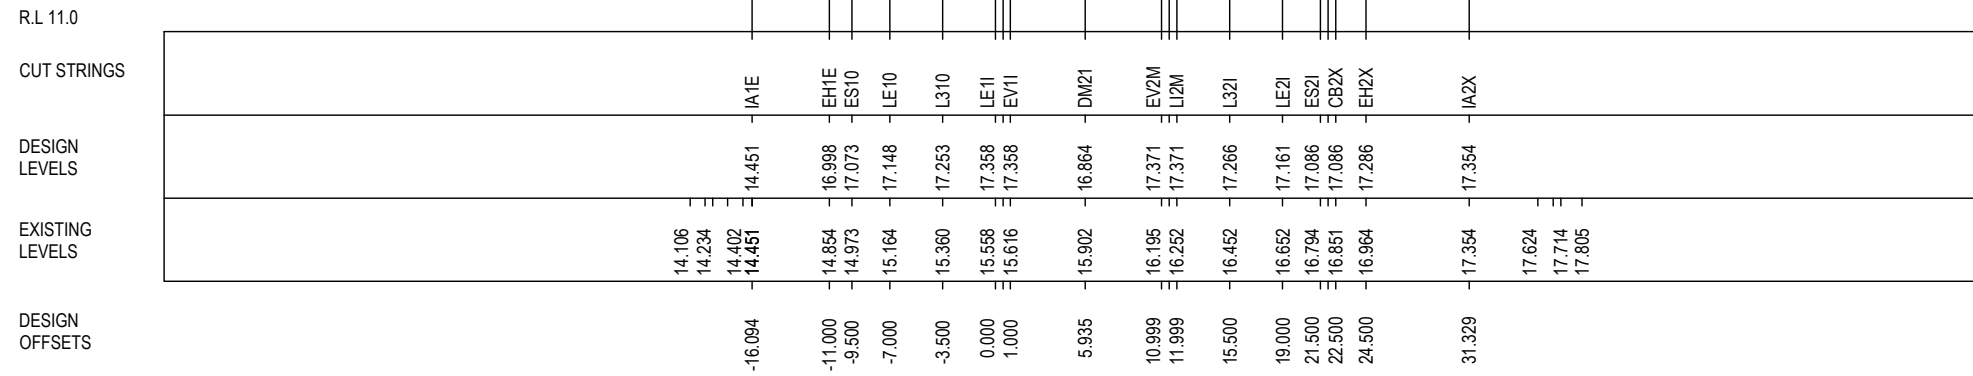 R.L 11.0
CUT STRINGS
IA1E EH1E ES10 LE10 L310 LE1I EV1I DM21 EV2M LI2M L32I LE2I ES2I CB2X EH2X IA2X
DESIGN
LEVELS
14.451 16.998 17.073 17.148 17.253 17.358 17.358 16.864 17.371 17.371 17.266 17.161 17.086 17.086 17.286 17.354
EXISTING
LEVELS
14.106 14.234 14.402 14.451 14.854 14.973 15.164 15.360 15.558 15.616 15.902 16.195 16.252 16.452 16.652 16.794 16.851 16.964 17.354 17.624 17.714 17.805
DESIGN
OFFSETS
-16.094 -11.000 -9.500 -7.000 -3.500 0.000 1.000 5.935 10.999 11.999 15.500 19.000 21.500 22.500 24.500 31.329